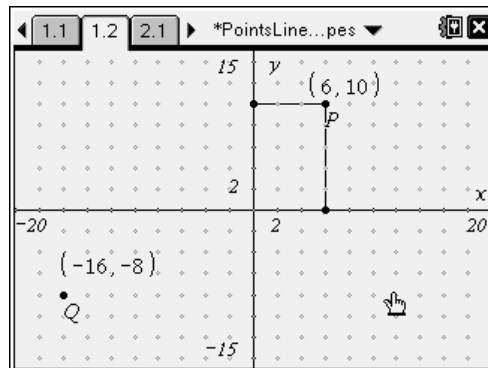 1.1 1.2 2.1 *PointsLine...pes
15 y
(6,10)
P
2
x
-20 2 20
(-16,-8)
Q
-15